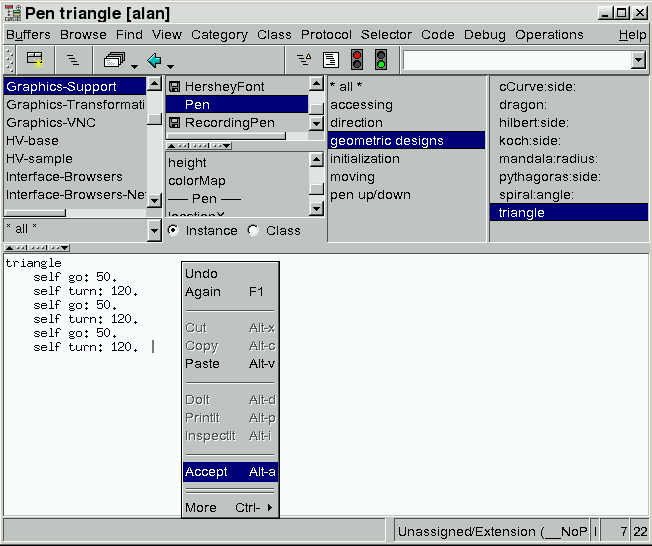 Pen triangle [alan]
Buffers Browse Find View Category Class Protocol Selector Code Debug Operations Help
Graphics-Support
Graphics-Transformati
Graphics-VNC
HV-base
HV-sample
Interface-Browsers
Interface-Browsers-Ne
* all *
HersheyFont
Pen
RecordingPen
height
colorMap
── Pen ──
locationX
Instance Class
* all *
accessing
direction
geometric designs
initialization
moving
pen up/down
cCurve:side:
dragon:
hilbert:side:
koch:side:
mandala:radius:
pythagoras:side:
spiral:angle:
triangle
triangle
self go: 50.
self turn: 120.
self go: 50.
self turn: 120.
self go: 50.
self turn: 120.
Undo
Again F1
Cut Alt-x
Copy Alt-c
Paste Alt-v
DoIt Alt-d
PrintIt Alt-p
InspectIt Alt-i
Accept Alt-a
More Ctrl-
Unassigned/Extension (__NoP I 7 22